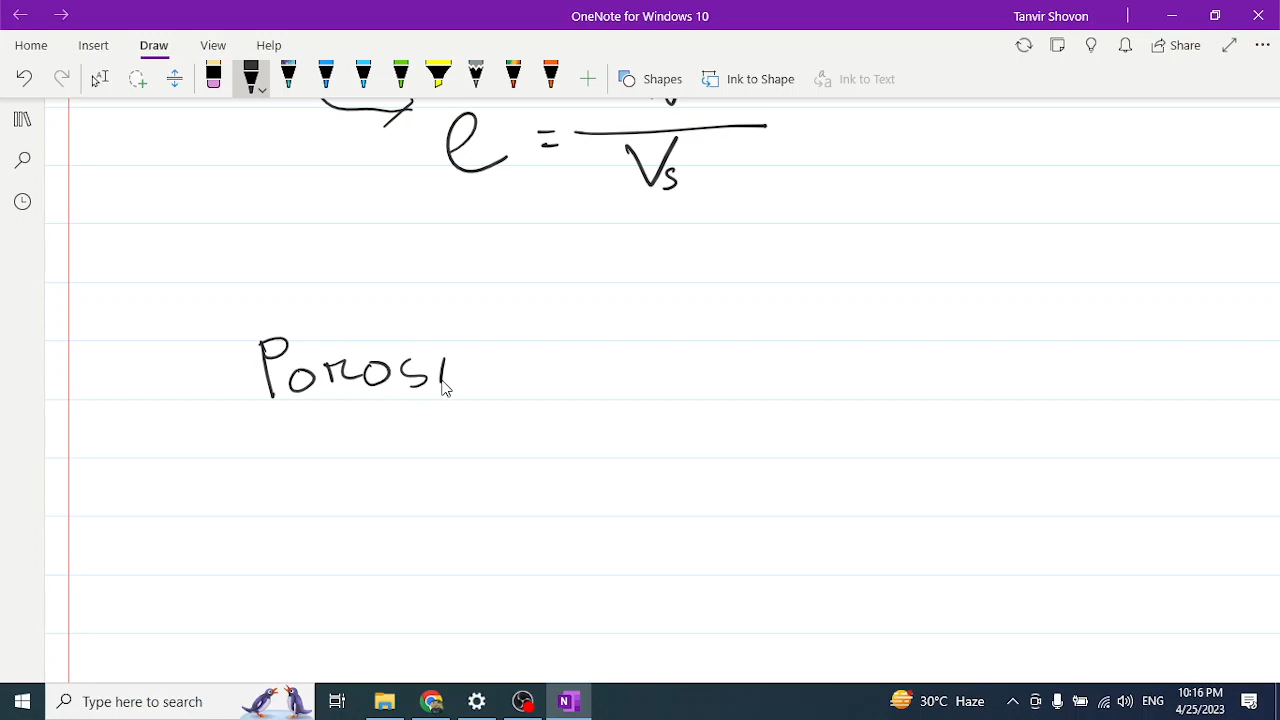 OneNote for Windows 10
Tanvir Shovon
Home Insert Draw View Help
Share
Shapes
Ink to Shape
Ink to Text
e =
Vs
Porosi
Type here to search
30°C Haze
ENG
10:16 PM
4/25/2023